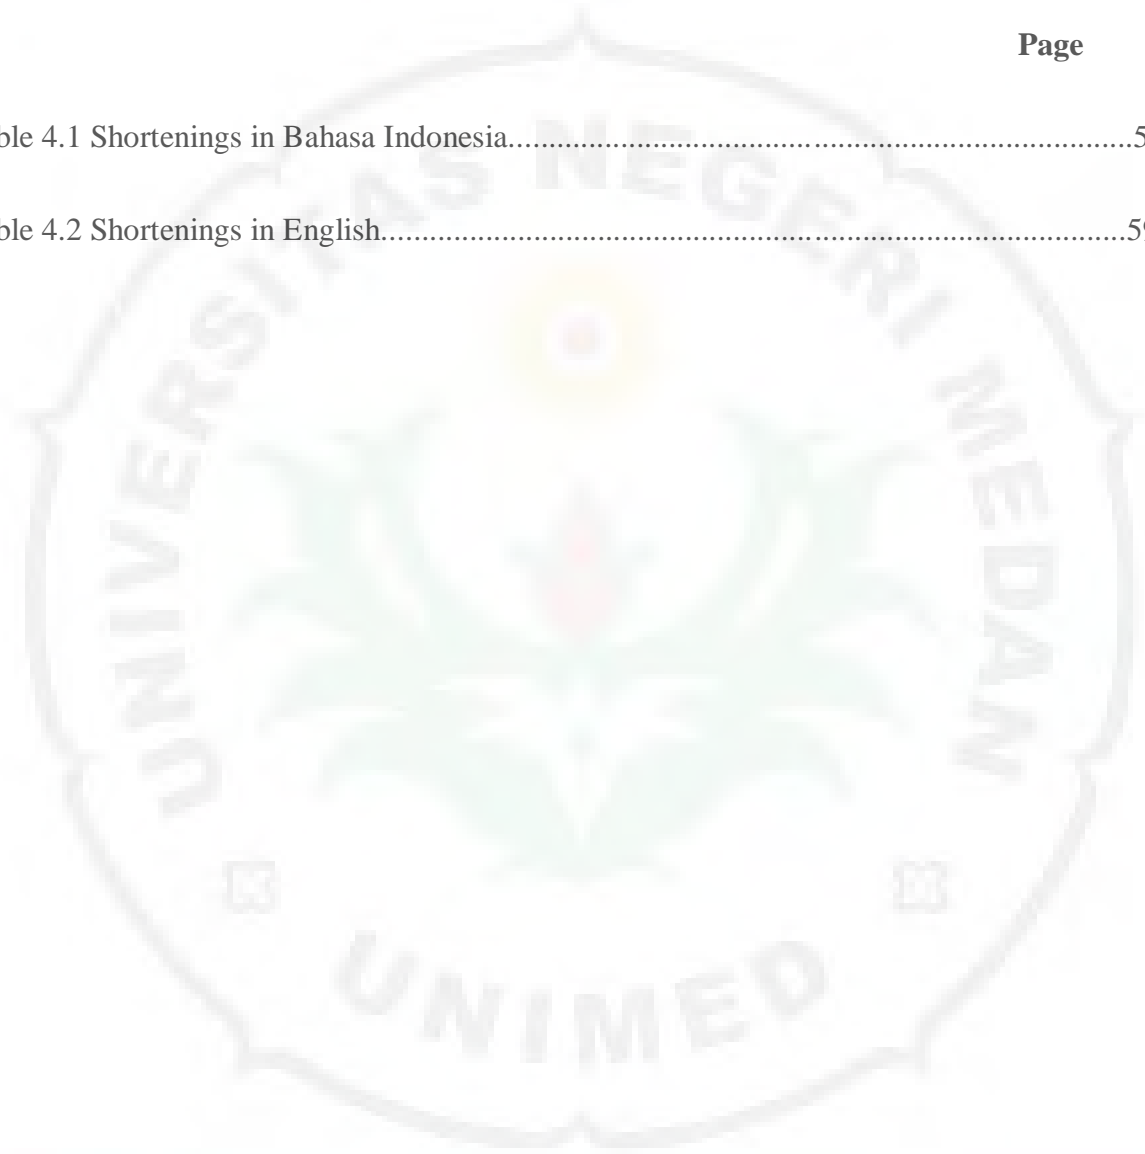 Page
ble 4.1 Shortenings in Bahasa Indonesia.......................................................................5
ble 4.2 Shortenings in English.....................................................................................59
UNIVERSITAS NEGERI MEDAN
UNIMED